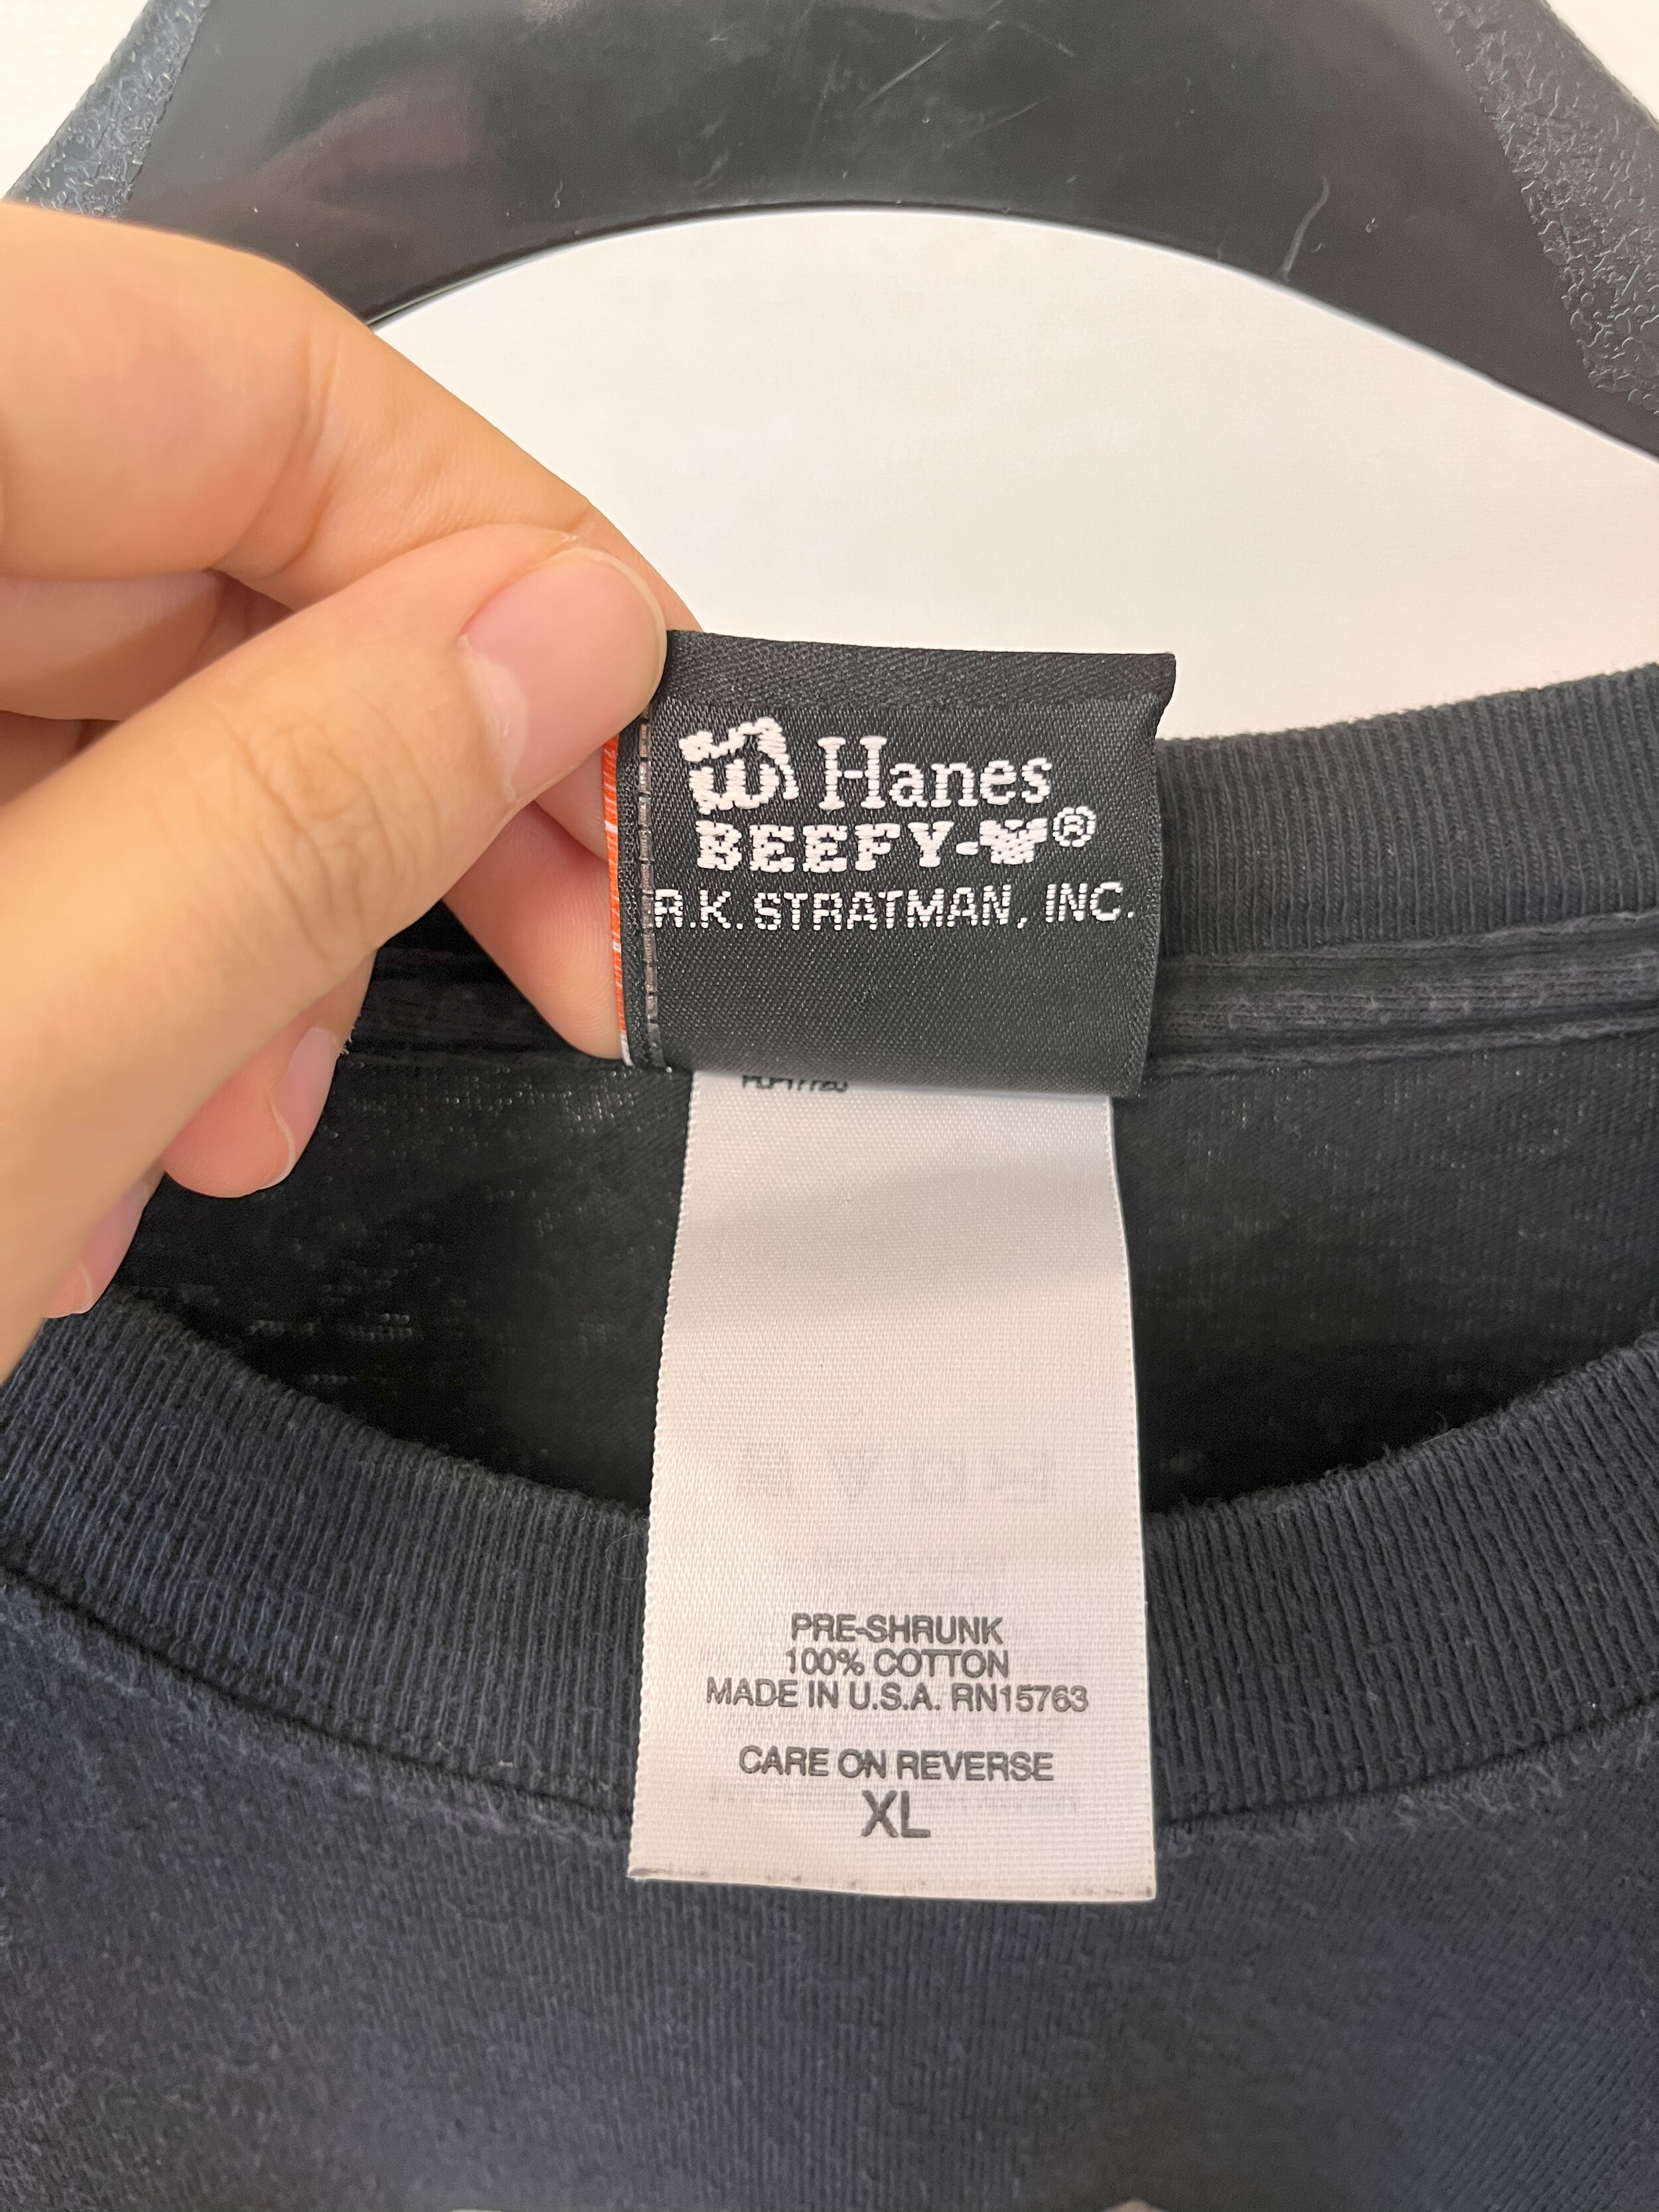 Hanes
BEEFY-T®
R.K. STRATMAN, INC.
PRE-SHRUNK
100% COTTON
MADE IN U.S.A. RN15763
CARE ON REVERSE
XL